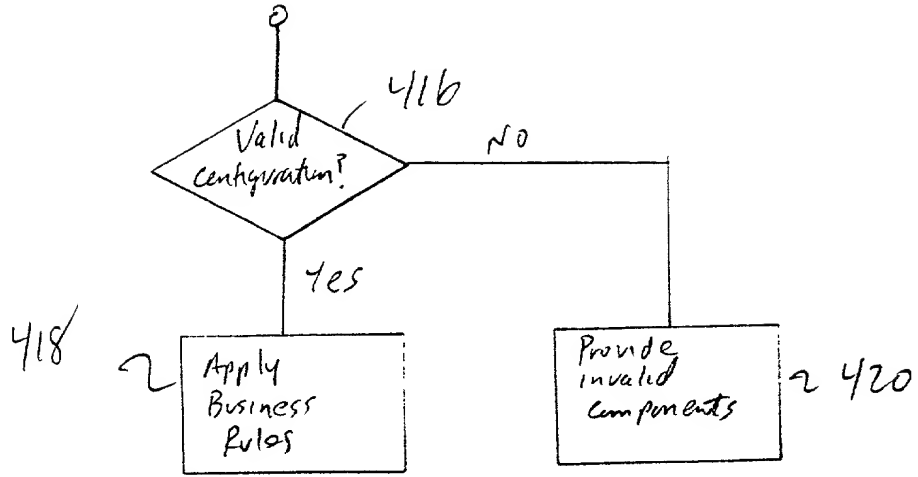 416
Valid
Configuration?
NO
Yes
418
Apply
Business
Rules
Provide
invalid
Components
420